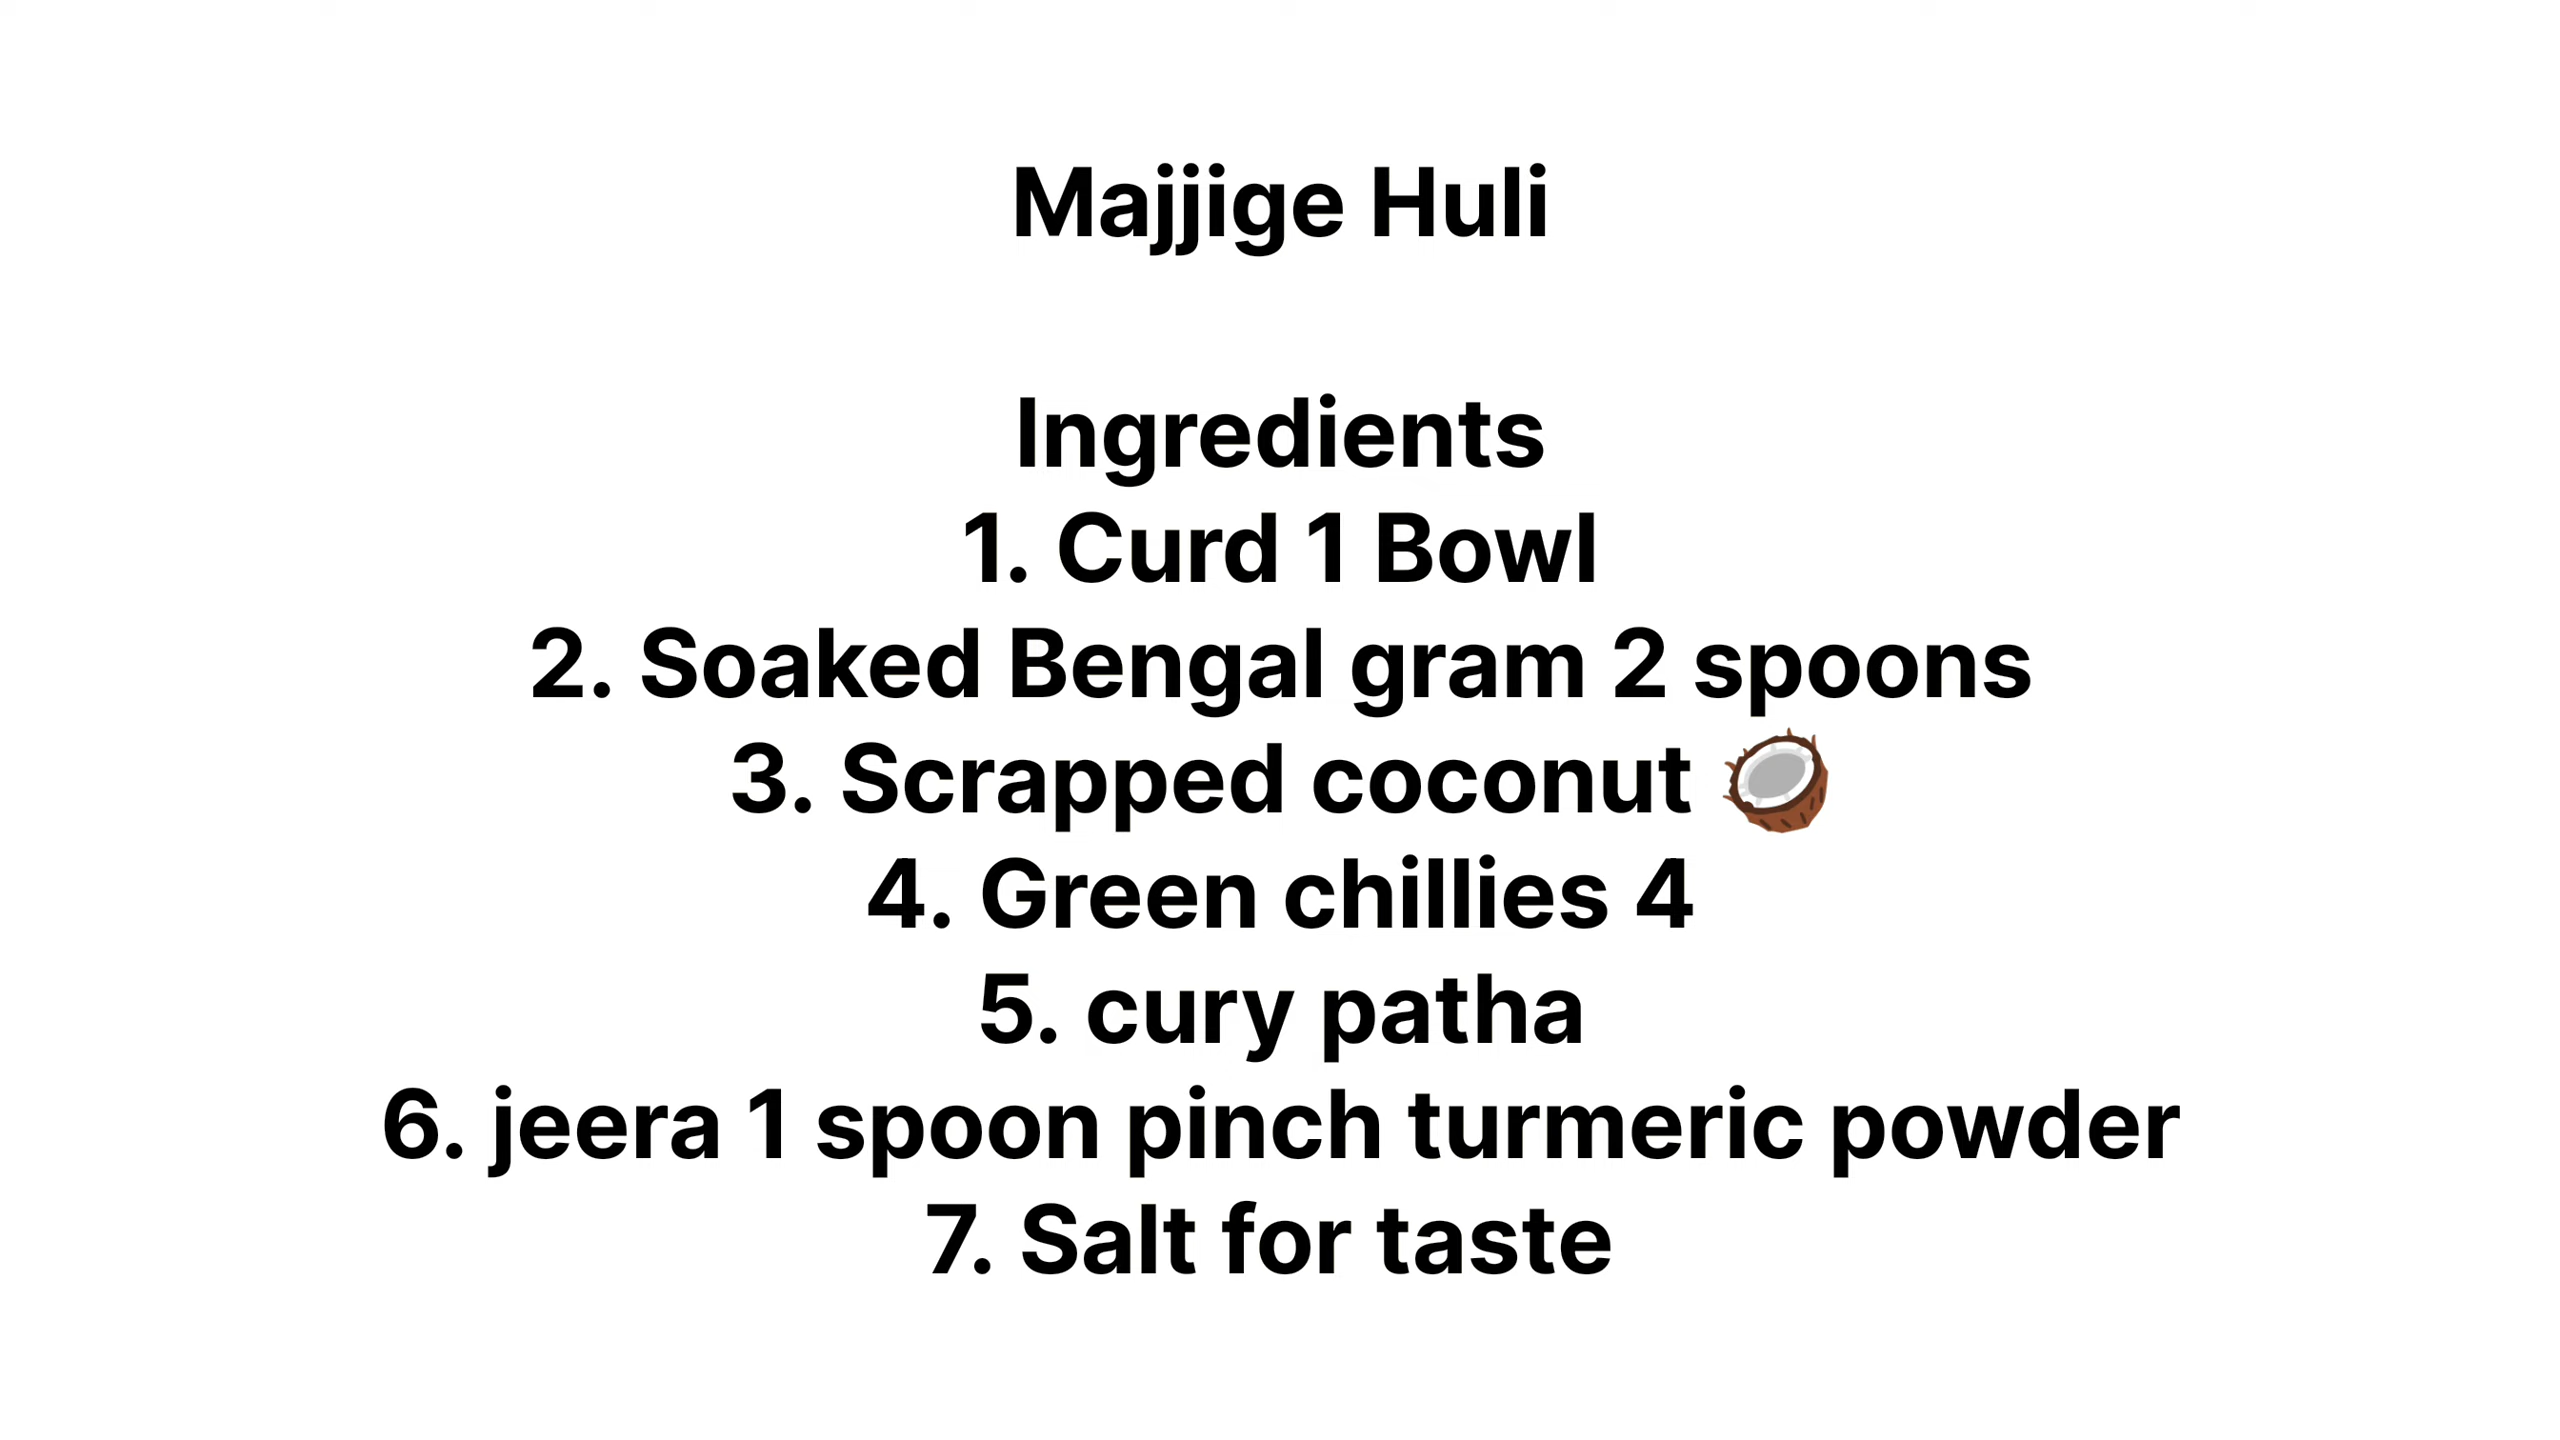 Majjige Huli
Ingredients
1. Curd 1 Bowl
2. Soaked Bengal gram 2 spoons
3. Scrapped coconut 🥥
4. Green chillies 4
5. cury patha
6. jeera 1 spoon pinch turmeric powder
7. Salt for taste